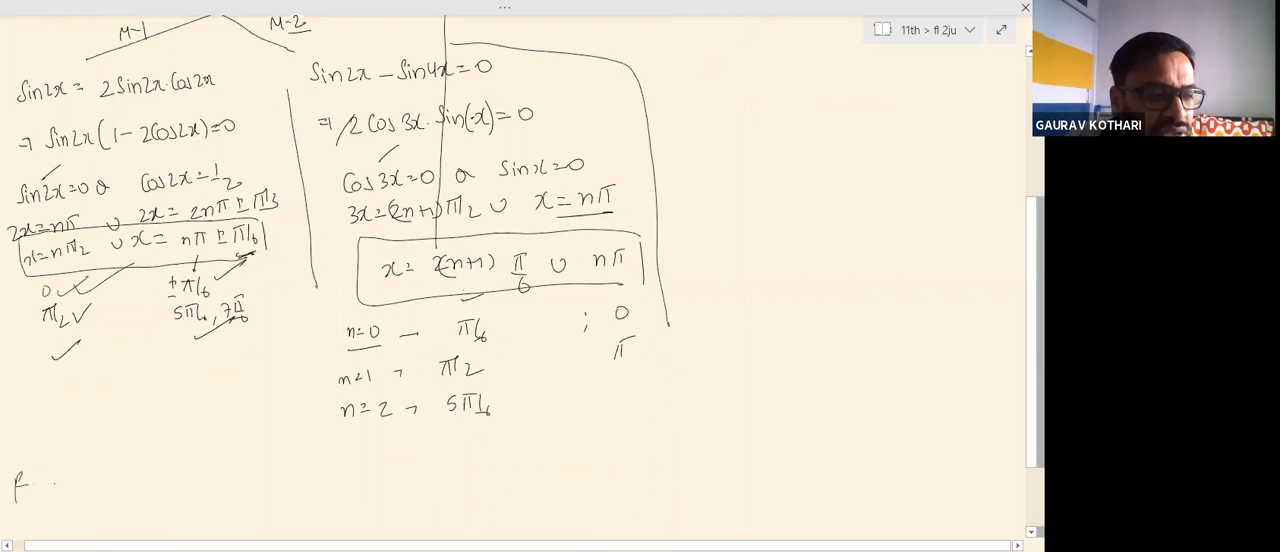 M-1
M-2
Sin2x = 2Sin2x.Cos2x
⇒ Sin2x(1-2Cos2x)=0
Sin2x=0 or Cos2x=1/2
2x=nπ ∪ 2x= 2nπ ± π/3
x=nπ/2 ∪ x= nπ ± π/6
0
π/2
± π/6
5π/6, 7π/6
Sin2x - Sin4x=0
⇒ 2Cos3x.Sin(-x)=0
Cos3x=0 or Sinx=0
3x=(2n+1)π/2 ∪ x=nπ
x= (2n+1) π/6 ∪ nπ
n=0 - π/6 ; 0
π
n=1 → π/2
n=2 → 5π/6
11th > fl 2ju
GAURAV KOTHARI